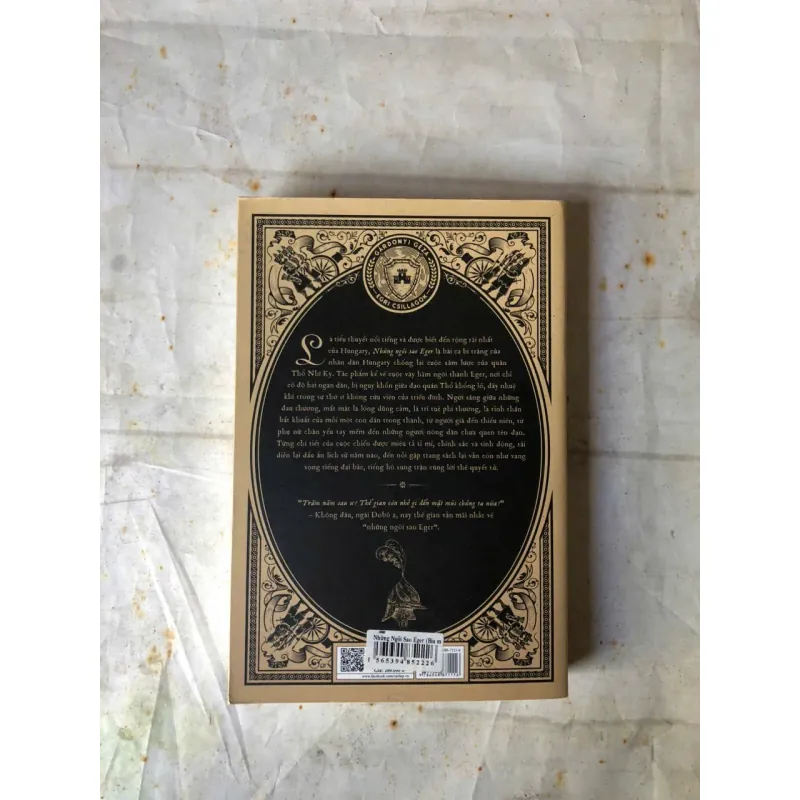 GÁRDONYI GÉZA
EGRI CSILLAGOK
Là tiểu thuyết nổi tiếng và được biết đến rộng rãi nhất
của Hungary, Những ngôi sao Eger là bài ca bi tráng của
nhân dân Hungary chống lại cuộc xâm lược của quân
Thổ Nhĩ Kỳ. Tác phẩm kể về cuộc vây hãm ngôi thành Eger, nơi chỉ
có độ hai ngàn dân, bị nguy khốn giữa đạo quân Thổ khổng lồ, dấy nhuệ
khí trong sự thờ ơ không cứu viện của triều đình. Ngời sáng giữa những
đau thương, mất mát là lòng dũng cảm, là trí tuệ phi thường, là tinh thần
bất khuất của mỗi một con dân trong thành, từ người già đến thiếu niên, từ
phụ nữ chân yếu tay mềm đến những người nông dân chưa quen tên đạn.
Từng chi tiết của cuộc chiến được miêu tả tỉ mỉ, chính xác và sinh động, tái
diễn lại dấu ấn lịch sử năm nào, đến nỗi gập trang sách lại vẫn còn như vang
vọng tiếng đại bác, tiếng hô xung trận cùng lời thề quyết tử.
"Trăm năm sau ư? Thế gian còn nhớ gì đến mặt mũi chúng ta nữa?"
– Không đâu, ngài Dobó ạ, nay thế gian vẫn mãi nhắc về
"những ngôi sao Eger".
Những Ngôi Sao Eger (Bìa m
8 565394 852226